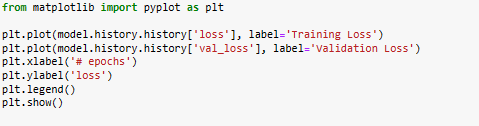 from matplotlib import pyplot as plt
plt.plot(model.history.history['loss'], label='Training Loss')
plt.plot(model.history.history['val_loss'], label='Validation Loss')
plt.xlabel('# epochs')
plt.ylabel('loss')
plt.legend()
plt.show()